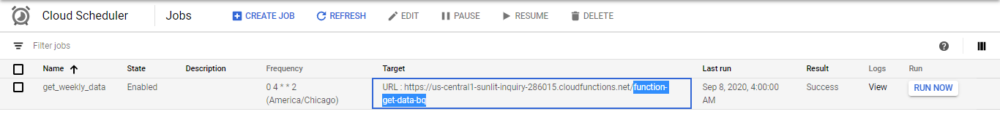 Cloud Scheduler Jobs CREATE JOB REFRESH EDIT PAUSE RESUME DELETE
Filter jobs
Name State Description Frequency Target Last run Result Logs Run
get_weekly_data Enabled 0 4 * * 2 URL : https://us-central1-sunlit-inquiry-286015.cloudfunctions.net/function- Sep 8, 2020, 4:00:00 Success View RUN NOW
(America/Chicago) get-data-bq AM